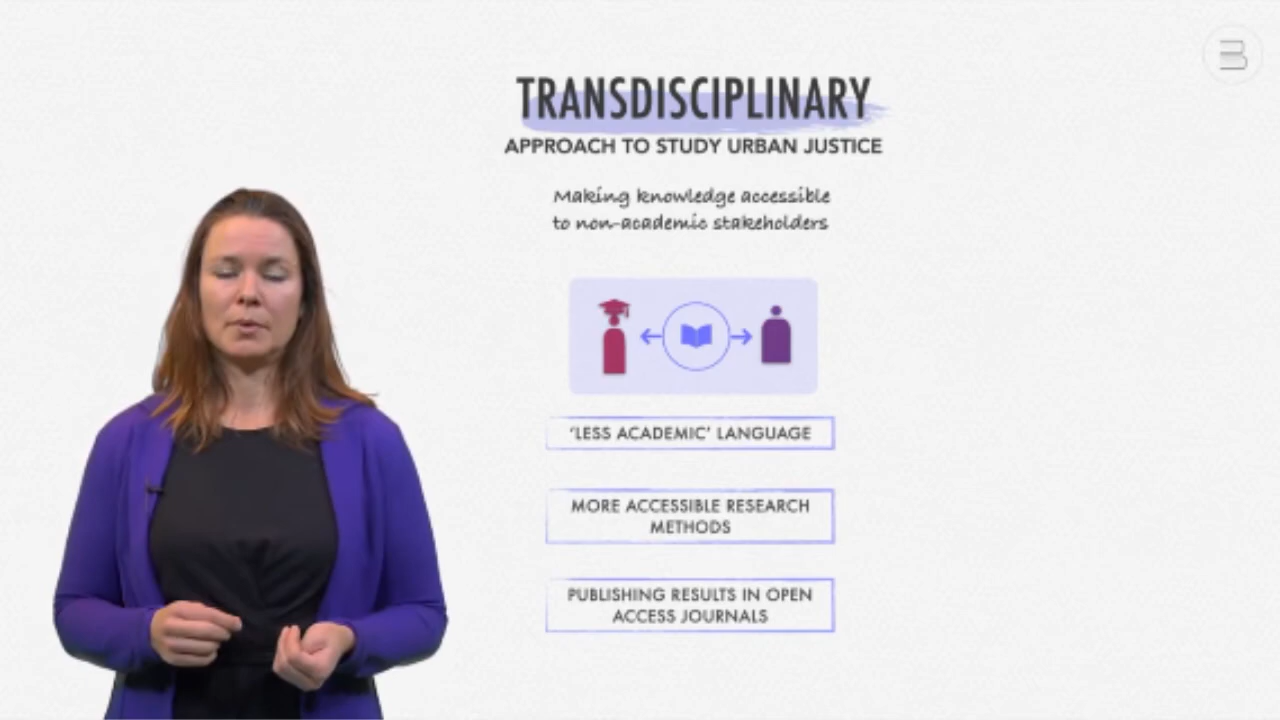 TRANSDISCIPLINARY
APPROACH TO STUDY URBAN JUSTICE
Making knowledge accessible
to non-academic stakeholders
‘LESS ACADEMIC’ LANGUAGE
MORE ACCESSIBLE RESEARCH
METHODS
PUBLISHING RESULTS IN OPEN
ACCESS JOURNALS